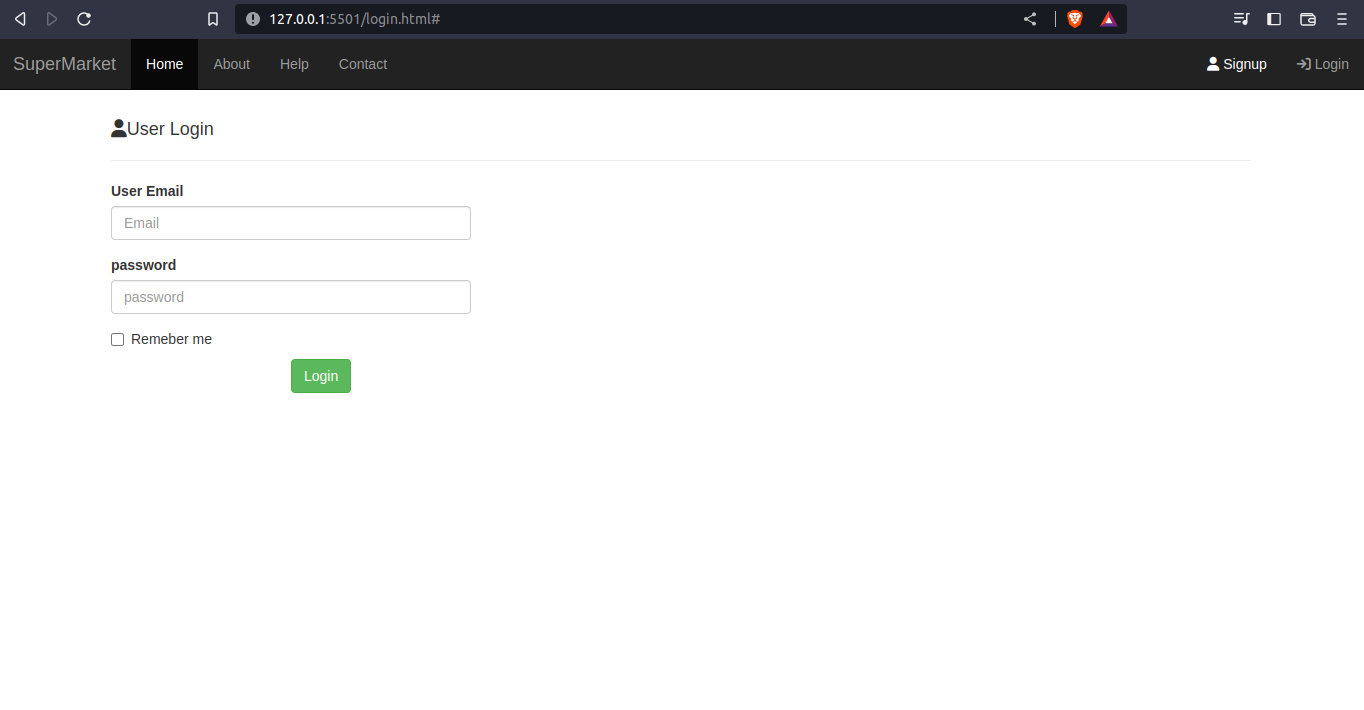 127.0.0.1:5501/login.html#
SuperMarket Home About Help Contact Signup Login
User Login
User Email
Email
password
password
Remeber me
Login